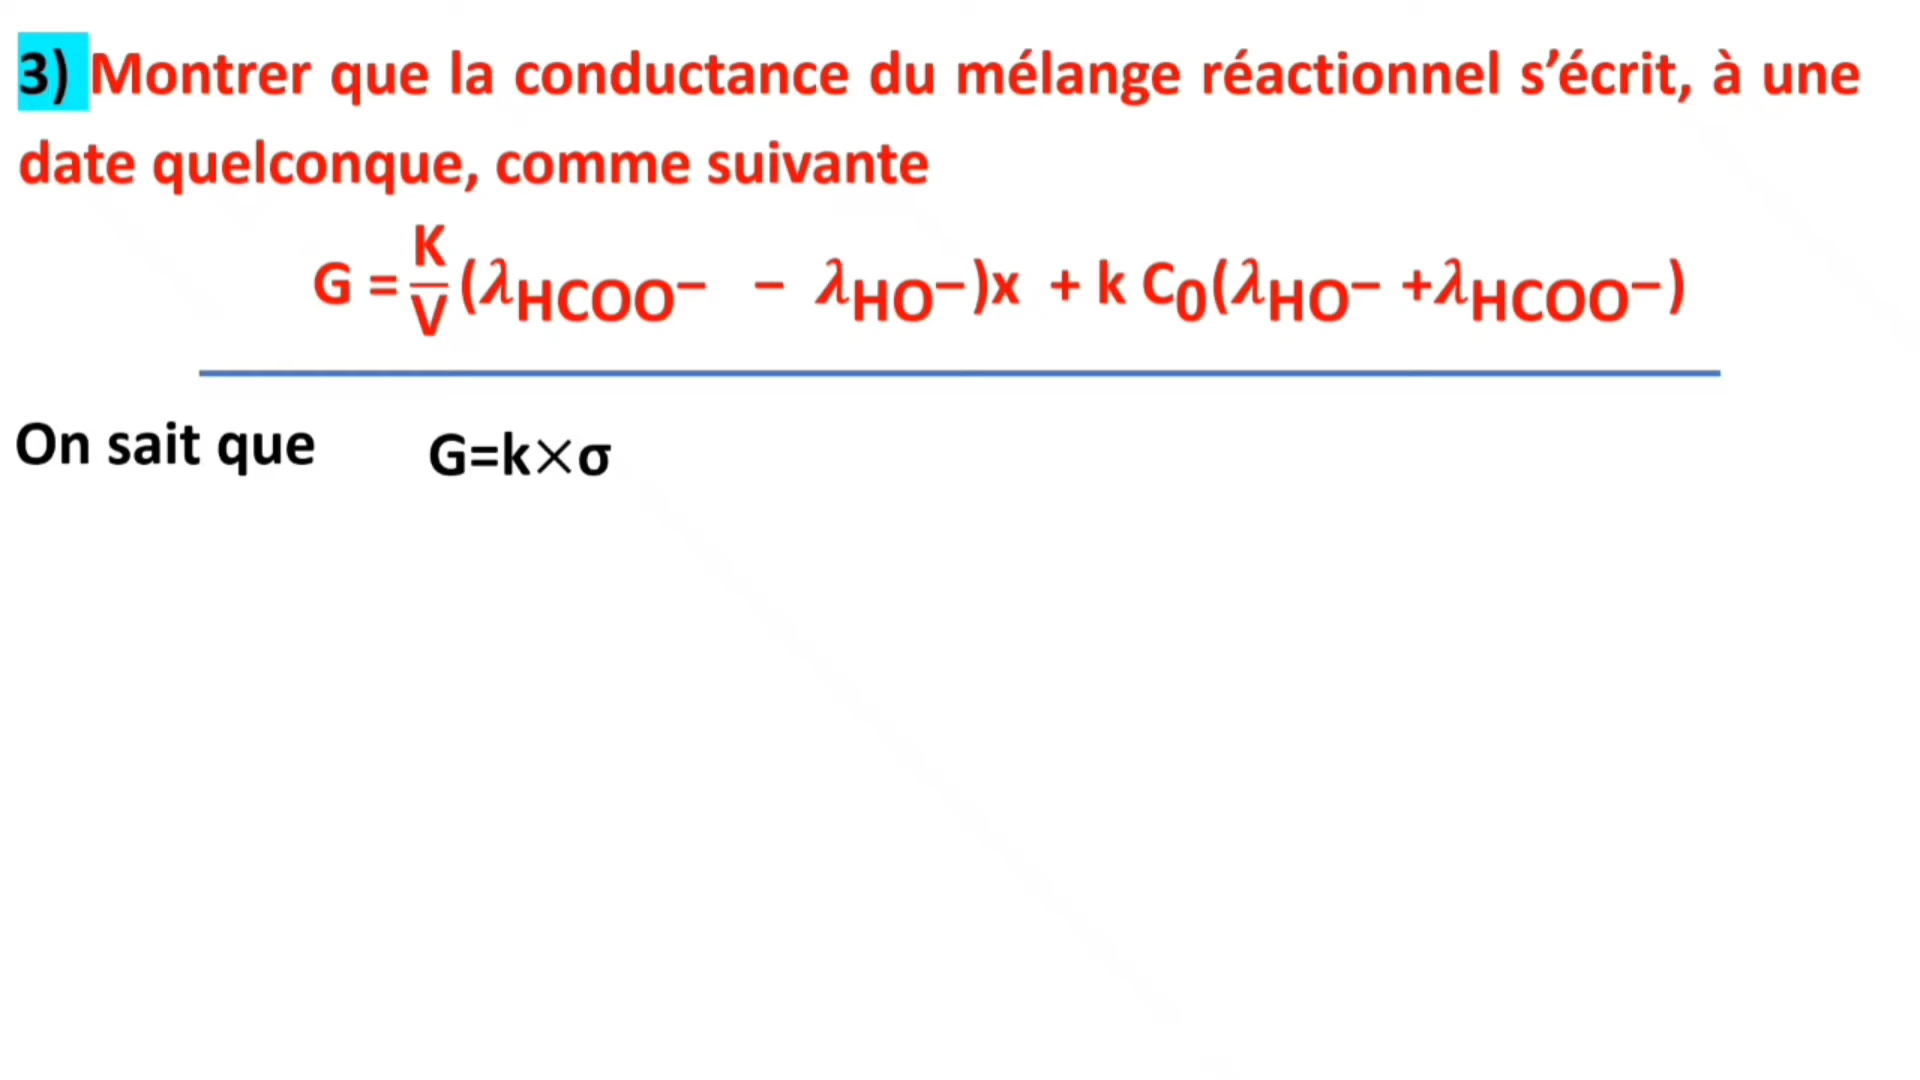 3) Montrer que la conductance du mélange réactionnel s’écrit, à une
date quelconque, comme suivante
G = K/V (λHCOO− − λHO−)x + k C0(λHO− +λHCOO−)
On sait que G=k×σ